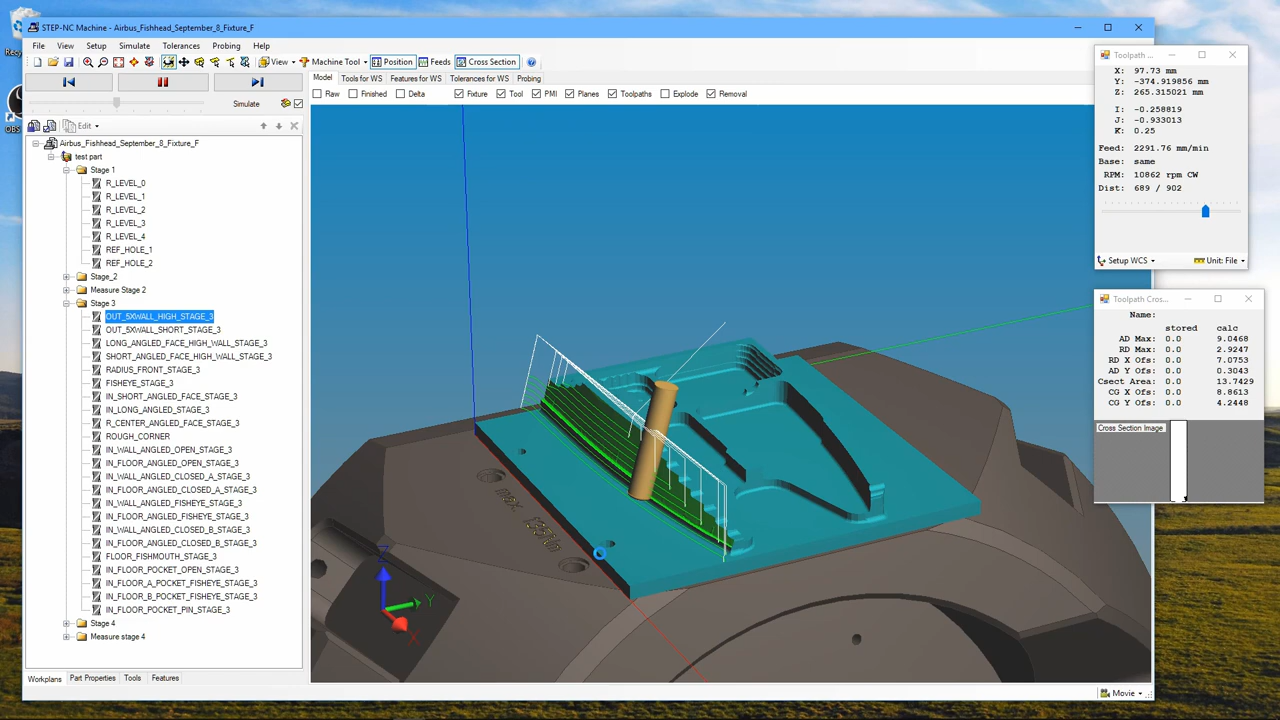 STEP-NC Machine - Airbus_Fishhead_September_8_Fixture_F
File View Setup Simulate Tolerances Probing Help
View Machine Tool Position Feeds Cross Section
Simulate
Edit
Airbus_Fishhead_September_8_Fixture_F
test part
Stage 1
R_LEVEL_0
R_LEVEL_1
R_LEVEL_2
R_LEVEL_3
R_LEVEL_4
REF_HOLE_1
REF_HOLE_2
Stage_2
Measure Stage 2
Stage 3
OUT_5XWALL_HIGH_STAGE_3
OUT_5XWALL_SHORT_STAGE_3
LONG_ANGLED_FACE_HIGH_WALL_STAGE_3
SHORT_ANGLED_FACE_HIGH_WALL_STAGE_3
RADIUS_FRONT_STAGE_3
FISHEYE_STAGE_3
IN_SHORT_ANGLED_FACE_STAGE_3
IN_LONG_ANGLED_STAGE_3
R_CENTER_ANGLED_FACE_STAGE_3
ROUGH_CORNER
IN_WALL_ANGLED_OPEN_STAGE_3
IN_FLOOR_ANGLED_OPEN_STAGE_3
IN_WALL_ANGLED_CLOSED_A_STAGE_3
IN_FLOOR_ANGLED_CLOSED_A_STAGE_3
IN_WALL_ANGLED_FISHEYE_STAGE_3
IN_FLOOR_ANGLED_FISHEYE_STAGE_3
IN_WALL_ANGLED_CLOSED_B_STAGE_3
IN_FLOOR_ANGLED_CLOSED_B_STAGE_3
FLOOR_FISHMOUTH_STAGE_3
IN_FLOOR_POCKET_OPEN_STAGE_3
IN_FLOOR_A_POCKET_FISHEYE_STAGE_3
IN_FLOOR_B_POCKET_FISHEYE_STAGE_3
IN_FLOOR_POCKET_PIN_STAGE_3
Stage 4
Measure stage 4
Workplans Part Properties Tools Features
Model Tools for WS Features for WS Tolerances for WS Probing
Raw Finished Delta Fixture Tool PMI Planes Toolpaths Explode Removal
max.
Z
Y
X
Movie
Toolpath ...
X: 97.73 mm
Y: -374.919856 mm
Z: 265.315021 mm
I: -0.258819
J: -0.933013
K: 0.25
Feed: 2291.76 mm/min
Base: same
RPM: 10862 rpm CW
Dist: 689 / 902
Setup WCS Unit: File
Toolpath Cros...
Name:
stored calc
AD Max: 0.0 9.0468
RD Max: 0.0 2.9247
RD X Ofs: 0.0 7.0753
AD Y Ofs: 0.0 0.3043
Csect Area: 0.0 13.7429
CG X Ofs: 0.0 8.8613
CG Y Ofs: 0.0 4.2448
Cross Section Image